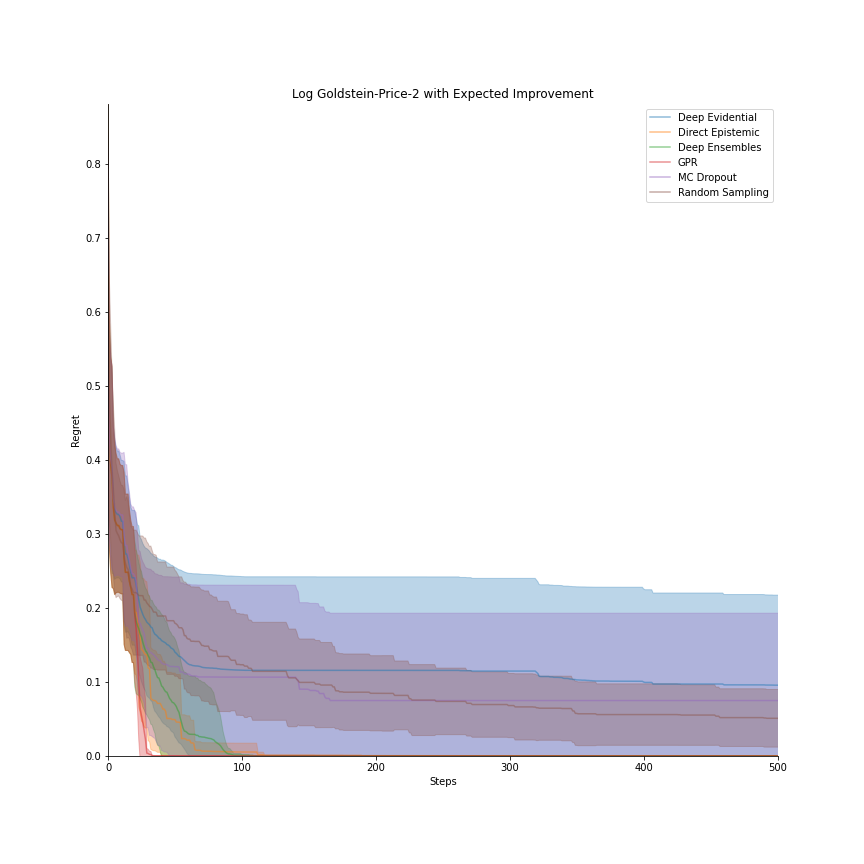 Log Goldstein-Price-2 with Expected Improvement
Deep Evidential
Direct Epistemic
Deep Ensembles
GPR
MC Dropout
Random Sampling
Regret
0.8
0.7
0.6
0.5
0.4
0.3
0.2
0.1
0.0
0 100 200 300 400 500
Steps